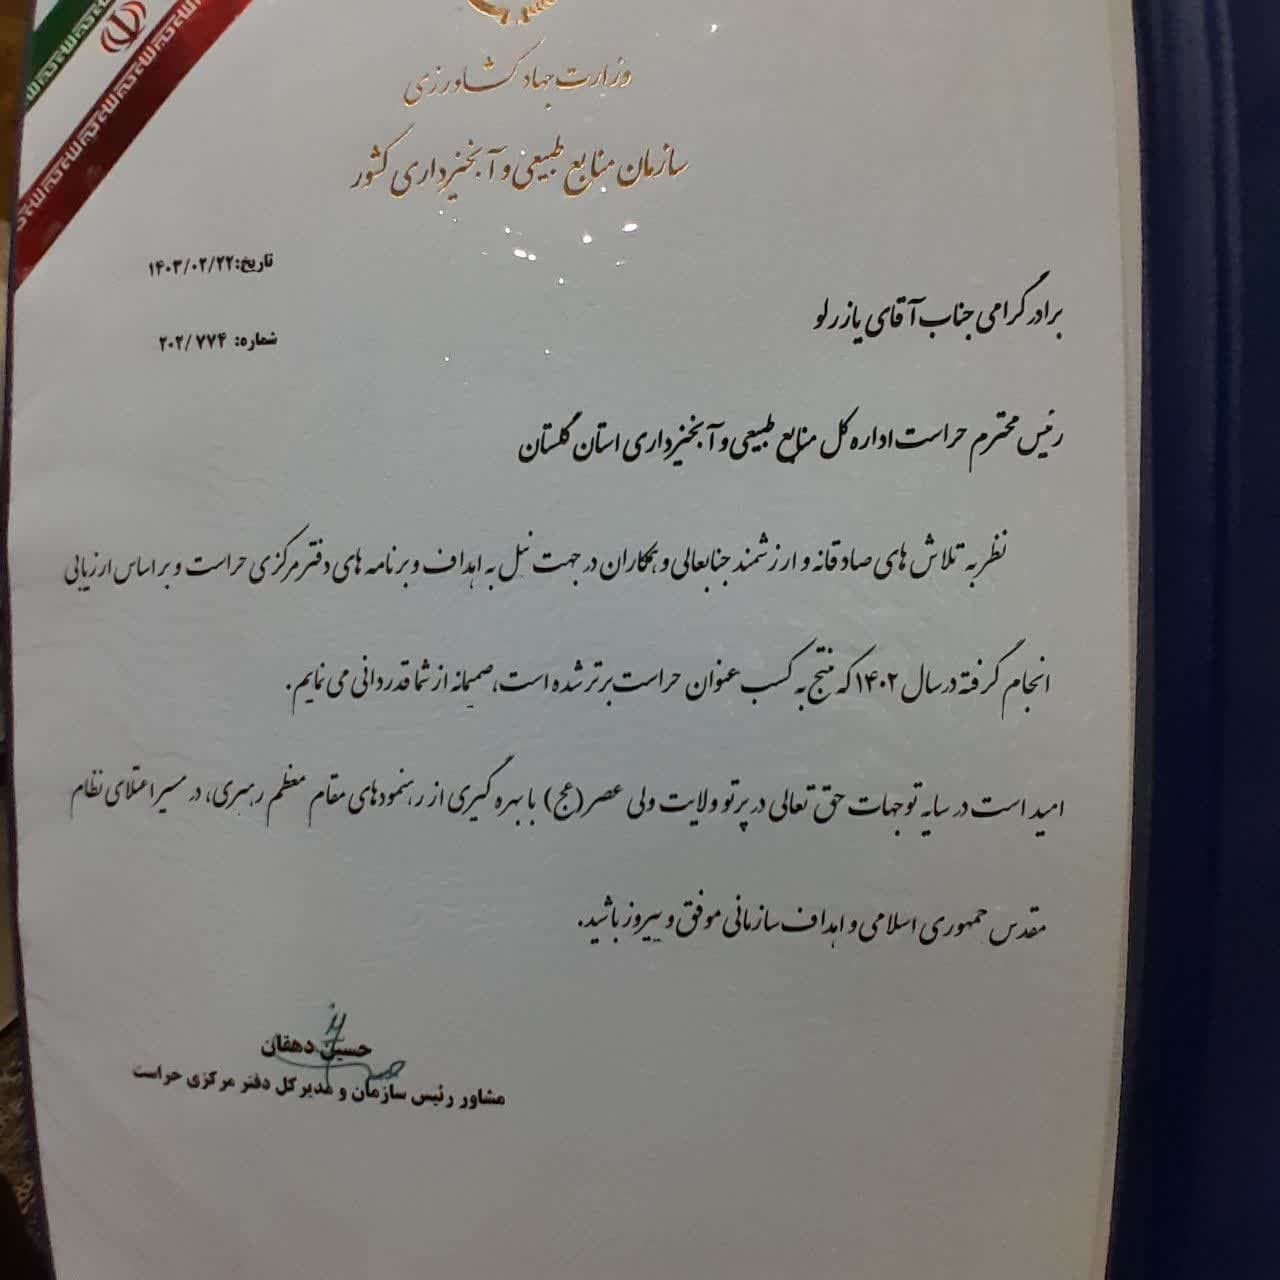 وزارت جهاد کشاورزی
سازمان منابع طبیعی و آبخیزداری کشور
تاریخ: ۱۴۰۳/۰۲/۲۲
شماره: ۲۰۲/۷۷۴
برادر گرامی جناب آقای یازرلو
رئیس محترم حراست اداره کل منابع طبیعی و آبخیزداری استان گلستان
نظر به تلاش های صادقانه و ارزشمند جنابعالی و همکاران در جهت نیل به اهداف و برنامه های دفتر مرکزی حراست و بر اساس ارزیابی
انجام گرفته در سال ۱۴۰۲ که منتج به کسب عنوان حراست برتر شده است، صمیمانه از شما قدردانی می نمایم.
امید است در سایه توجهات حق تعالی در پرتو ولایت ولی عصر (عج) با بهره گیری از رهنمودهای مقام معظم رهبری، در مسیر اعتلای نظام
مقدس جمهوری اسلامی و اهداف سازمانی موفق و پیروز باشید.
حسین دهقان
مشاور رئیس سازمان و مدیرکل دفتر مرکزی حراست